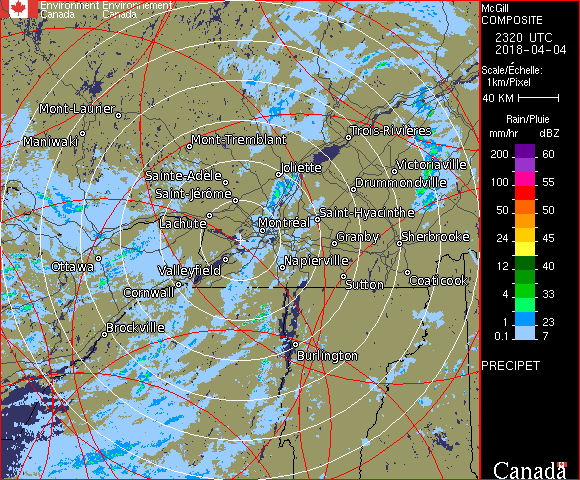 Environment Environnement
Canada Canada
McGill
COMPOSITE
2320 UTC
2018-04-04
Scale/Échelle:
1km/Pixel
40 KM
Rain/Pluie
mm/hr dBZ
200 60
100 55
50 50
24 45
12 40
4 33
1 23
0.1 7
PRECIPET
Canada
Mont-Laurier
Maniwaki
Mont-Tremblant
Trois-Rivières
Sainte-Adèle
Joliette
Victoriaville
Saint-Jérôme
Drummondville
Lachute
Montréal
Saint-Hyacinthe
Granby
Sherbrooke
Ottawa
Valleyfield
Napierville
Cornwall
Sutton
Coaticook
Brockville
Burlington